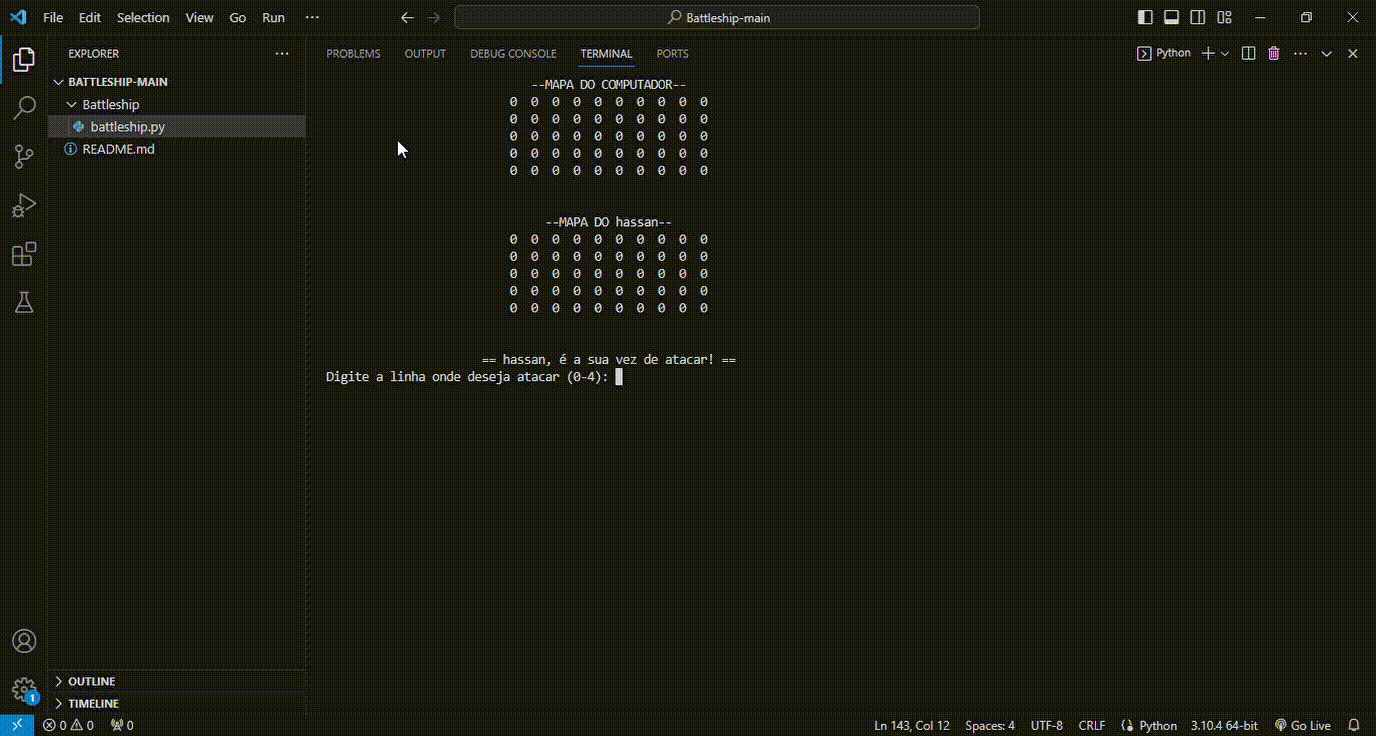 File Edit Selection View Go Run ··· Battleship-main
EXPLORER ···
BATTLESHIP-MAIN
Battleship
battleship.py
README.md
OUTLINE
TIMELINE
PROBLEMS OUTPUT DEBUG CONSOLE TERMINAL PORTS Python ···
--MAPA DO COMPUTADOR--
0 0 0 0 0 0 0 0 0 0
0 0 0 0 0 0 0 0 0 0
0 0 0 0 0 0 0 0 0 0
0 0 0 0 0 0 0 0 0 0
0 0 0 0 0 0 0 0 0 0
--MAPA DO hassan--
0 0 0 0 0 0 0 0 0 0
0 0 0 0 0 0 0 0 0 0
0 0 0 0 0 0 0 0 0 0
0 0 0 0 0 0 0 0 0 0
0 0 0 0 0 0 0 0 0 0
== hassan, é a sua vez de atacar! ==
Digite a linha onde deseja atacar (0-4):
1
0 0 0 Ln 143, Col 12 Spaces: 4 UTF-8 CRLF Python 3.10.4 64-bit Go Live